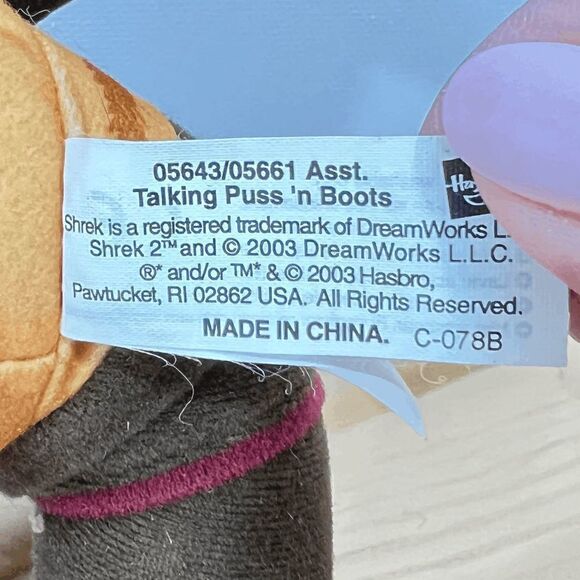 05643/05661 Asst.
Talking Puss 'n Boots
Shrek is a registered trademark of DreamWorks L.
Shrek 2™ and © 2003 DreamWorks L.L.C.
®* and/or ™* & © 2003 Hasbro,
Pawtucket, RI 02862 USA. All Rights Reserved.
MADE IN CHINA. C-078B